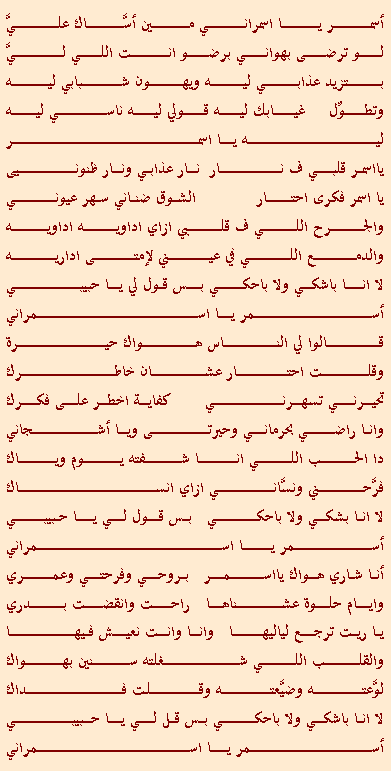 أسمر يا اسمراني مين أسَّاك عليَّ
لو ترضى بهواني برضو انت اللي ليَّ
بتزيد عذابي ليه ويهون شبابي ليه
وتطوِّل غيابك ليه قولي ليه ناسي ليه
ليه يا اسمر
يااسمر قلبي ف نار نار عذابي ونار ظنوني
يا اسمر فكرى احتار الشوق ضناني سهر عيوني
والجرح اللي ف قلبي ازاي اداويه اداويه
والدمع اللي في عيني لإمتى اداريه
لا انا باشكي ولا باحكي بس قول لي يا حبيبي
أسمر يا اسمراني
قالوا لي الناس هواك حيرة
وقلت احتار عشان خاطرك
تحيرني تسهرني كفاية اخطر على فكرك
وانا راضي بحرماني وحيرتى ويا أشجاني
دا الحب اللي انا شفته يوم وياك
فرَّحني ونسَّاني ازاي انساك
لا انا بشكي ولا باحكي بس قول لي يا حبيبي
أسمر يا اسمراني
أنا شاري هواك يااسمر بروحي وفرحتي وعمري
وايام حلوة عشناها راحت وانقضت بدري
يا ريت ترجع لياليها وانا وانت نعيش فيها
والقلب اللي شغلته سنين بهواك
لوَّعته وضيَّعته وقلت فداك
لا انا باشكي ولا باحكي بس قل لي يا حبيبي
أسمر يا اسمراني